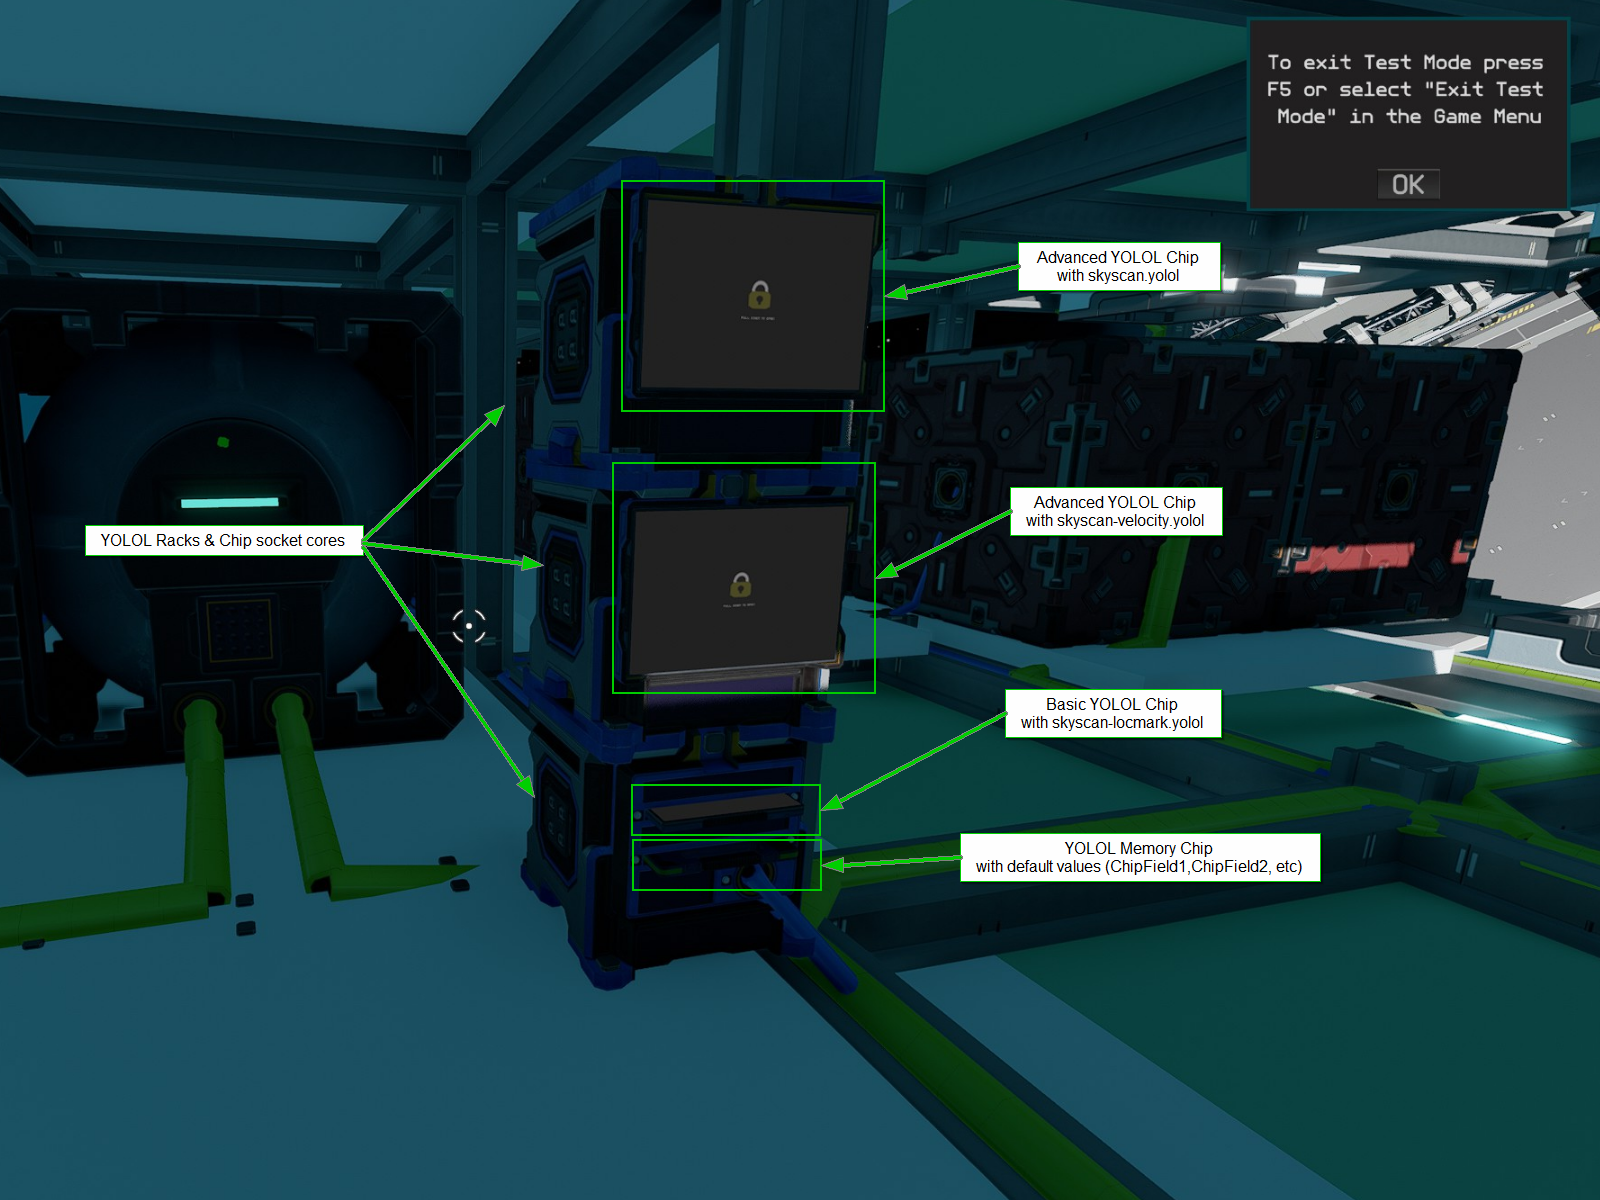 To exit Test Mode press
F5 or select "Exit Test
Mode" in the Game Menu
OK
Advanced YOLOL Chip
with skyscan.yolol
Advanced YOLOL Chip
with skyscan-velocity.yolol
YOLOL Racks & Chip socket cores
Basic YOLOL Chip
with skyscan-locmark.yolol
YOLOL Memory Chip
with default values (ChipField1,ChipField2, etc)